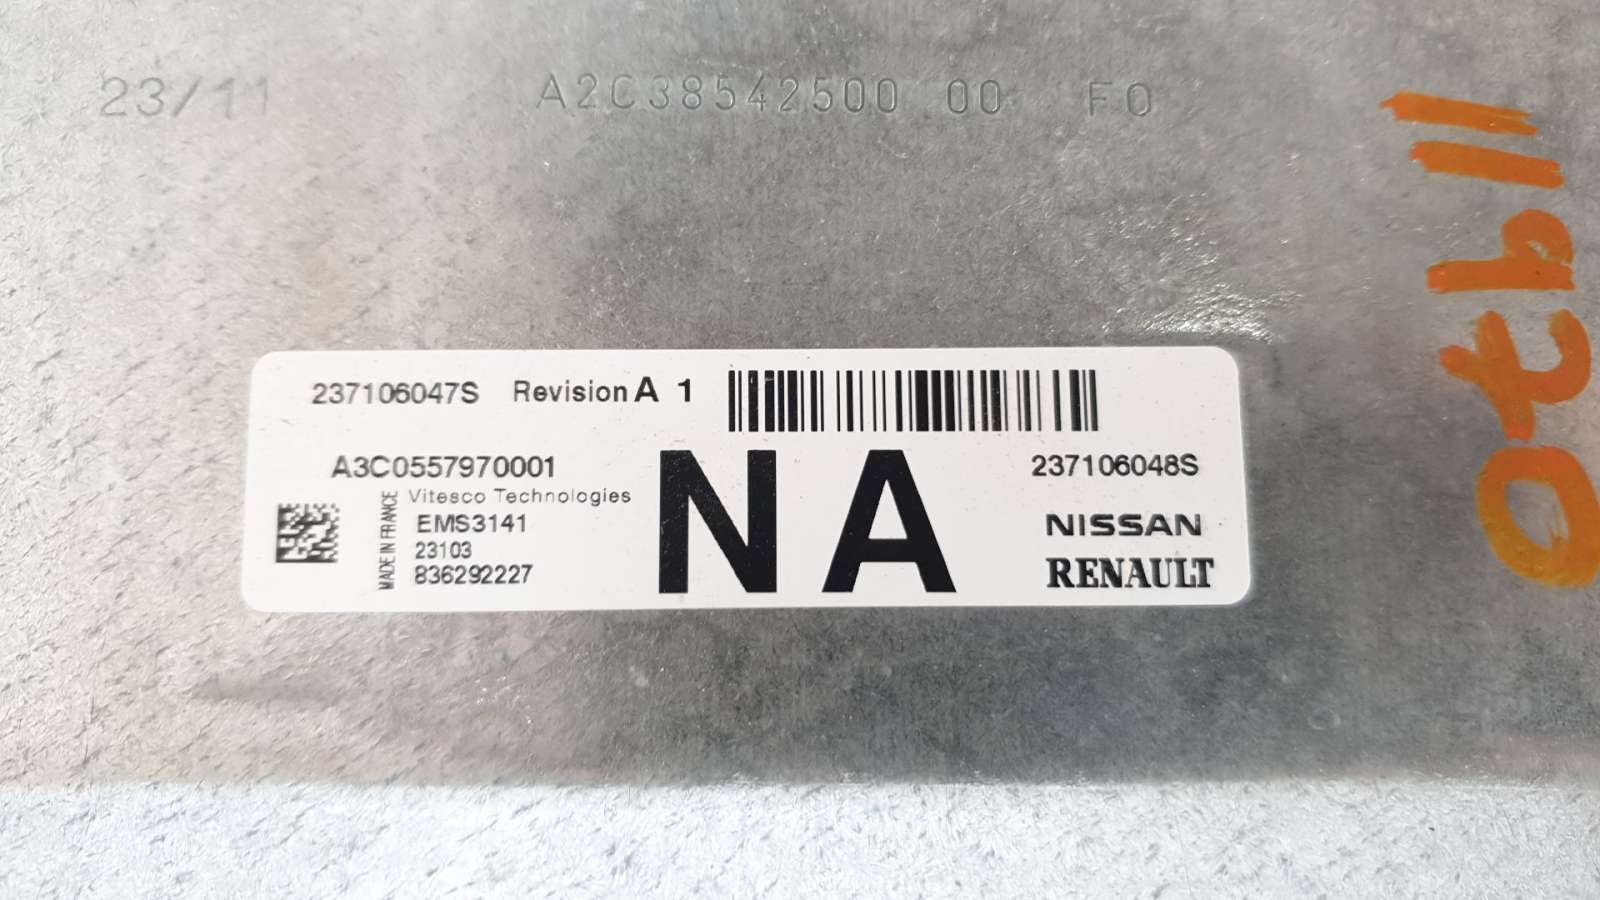 23/11 A2C38542500 00 F0
237106047S Revision A 1
A3C0557970001
Vitesco Technologies
MADE IN FRANCE
EMS3141
23103
836292227
NA
237106048S
NISSAN
RENAULT